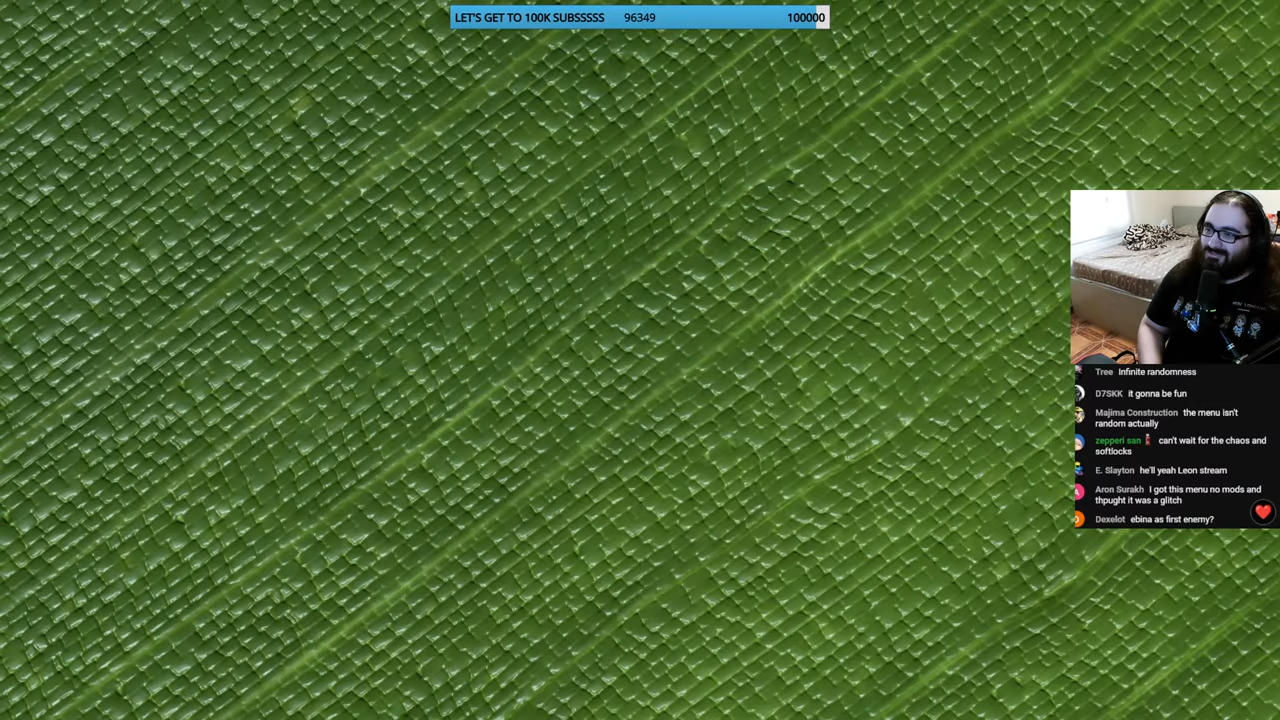 LET'S GET TO 100K SUBSSSSS 96349 100000
Tree Infinite randomness
D7SKK it gonna be fun
Majima Construction the menu isn't
random actually
zepperi san can't wait for the chaos and
softlocks
E. Slayton he'll yeah Leon stream
Aron Surakh I got this menu no mods and
thpught it was a glitch
Dexelot ebina as first enemy?